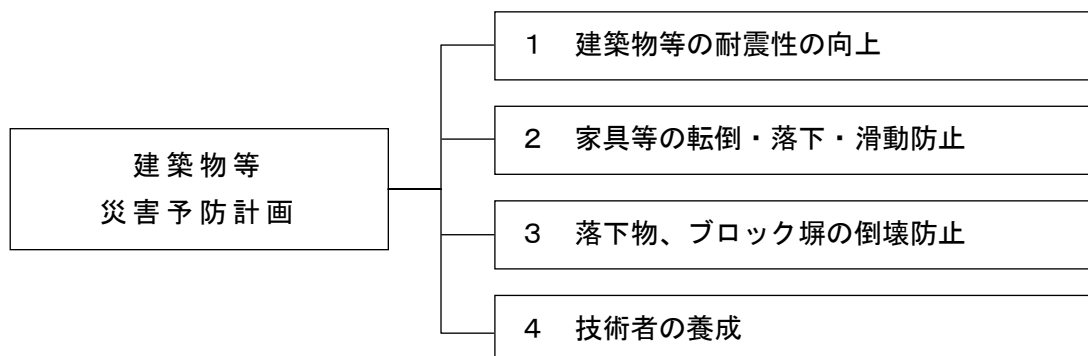 建築物等
災害予防計画
１　建築物等の耐震性の向上
２　家具等の転倒・落下・滑動防止
３　落下物、ブロック塀の倒壊防止
４　技術者の養成